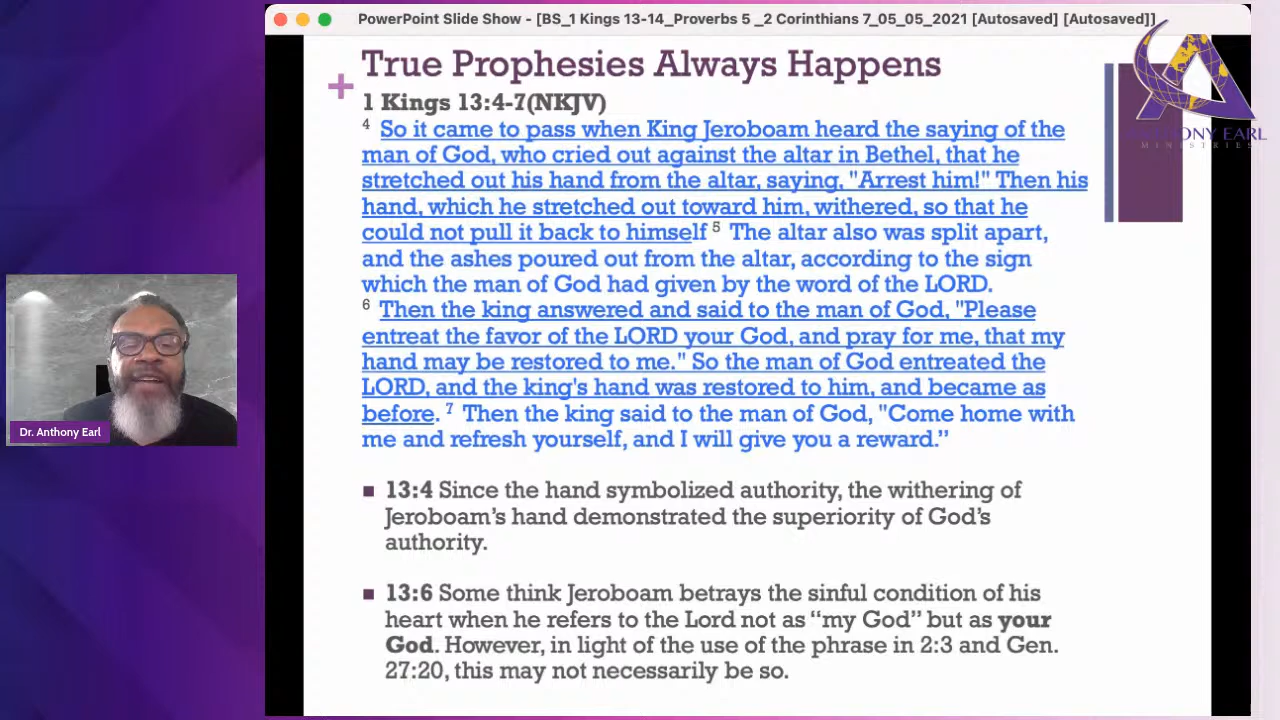 PowerPoint Slide Show - [BS_1 Kings 13-14_Proverbs 5 _2 Corinthians 7_05_05_2021 [Autosaved] [Autosaved]]
True Prophesies Always Happens
+
1 Kings 13:4-7(NKJV)
4 So it came to pass when King Jeroboam heard the saying of the
man of God, who cried out against the altar in Bethel, that he
stretched out his hand from the altar, saying, "Arrest him!" Then his
hand, which he stretched out toward him, withered, so that he
could not pull it back to himself 5 The altar also was split apart,
and the ashes poured out from the altar, according to the sign
which the man of God had given by the word of the LORD.
6 Then the king answered and said to the man of God, "Please
entreat the favor of the LORD your God, and pray for me, that my
hand may be restored to me." So the man of God entreated the
LORD, and the king's hand was restored to him, and became as
before. 7 Then the king said to the man of God, "Come home with
me and refresh yourself, and I will give you a reward.”
■ 13:4 Since the hand symbolized authority, the withering of
Jeroboam’s hand demonstrated the superiority of God’s
authority.
■ 13:6 Some think Jeroboam betrays the sinful condition of his
heart when he refers to the Lord not as “my God” but as your
God. However, in light of the use of the phrase in 2:3 and Gen.
27:20, this may not necessarily be so.
ANTHONY EARL
MINISTRIES
Dr. Anthony Earl